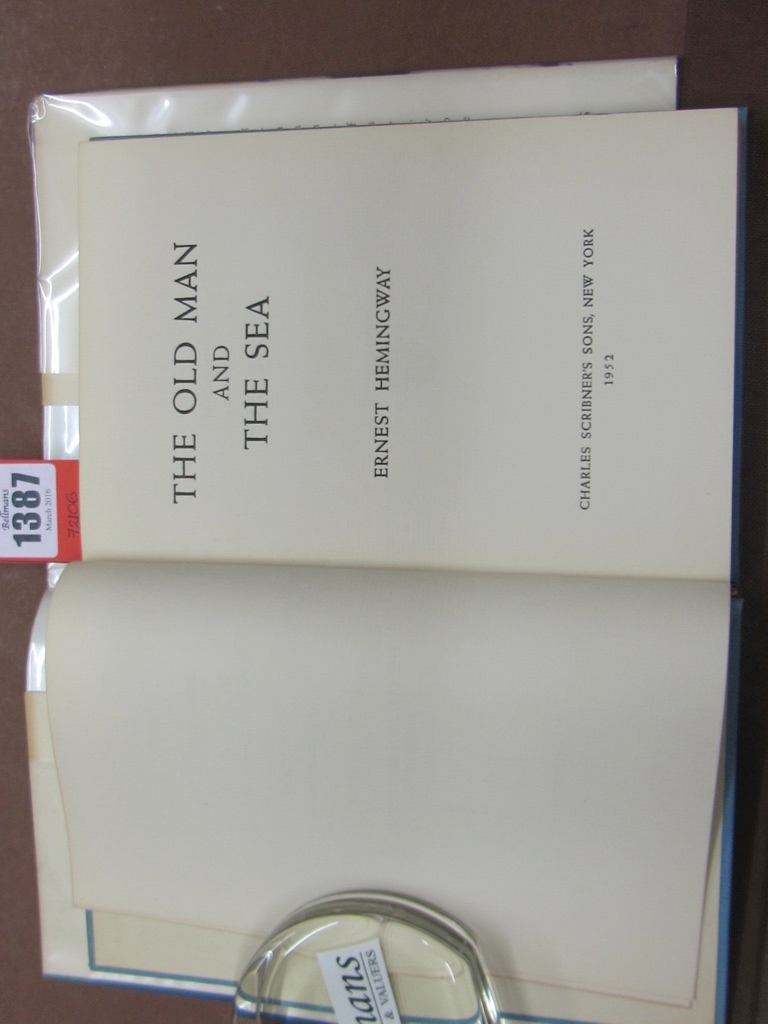 THE OLD MAN
AND
THE SEA
ERNEST HEMINGWAY
CHARLES SCRIBNER'S SONS, NEW YORK
1952
Bellmans
1387
March 2016
72106
mans
& VALUERS